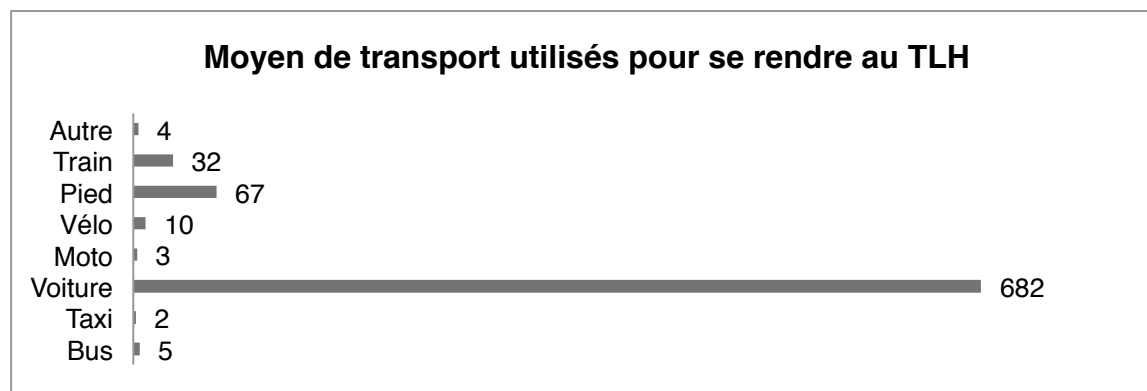 Moyen de transport utilisés pour se rendre au TLH
Autre 4
Train 32
Pied 67
Vélo 10
Moto 3
Voiture 682
Taxi 2
Bus 5